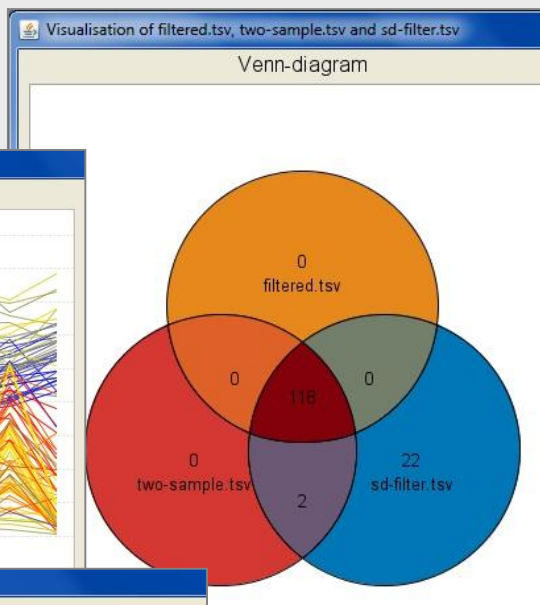 Visualisation of filtered.tsv, two-sample.tsv and sd-filter.tsv
Venn-diagram
0
filtered.tsv
0
118
0
0
two-sample.tsv
22
sd-filter.tsv
2